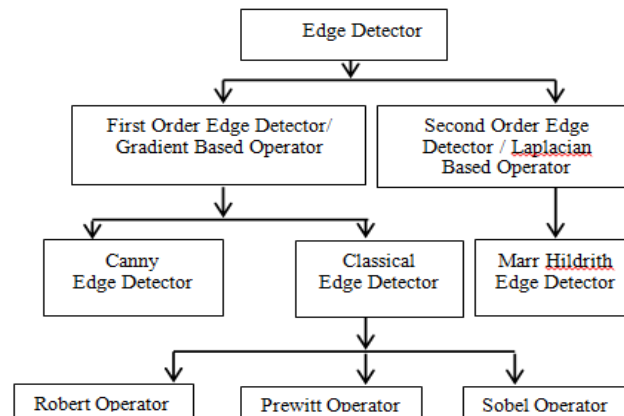 Edge Detector
First Order Edge Detector/
Gradient Based Operator
Second Order Edge
Detector / Laplacian
Based Operator
Canny
Edge Detector
Classical
Edge Detector
Marr Hildrith
Edge Detector
Robert Operator
Prewitt Operator
Sobel Operator